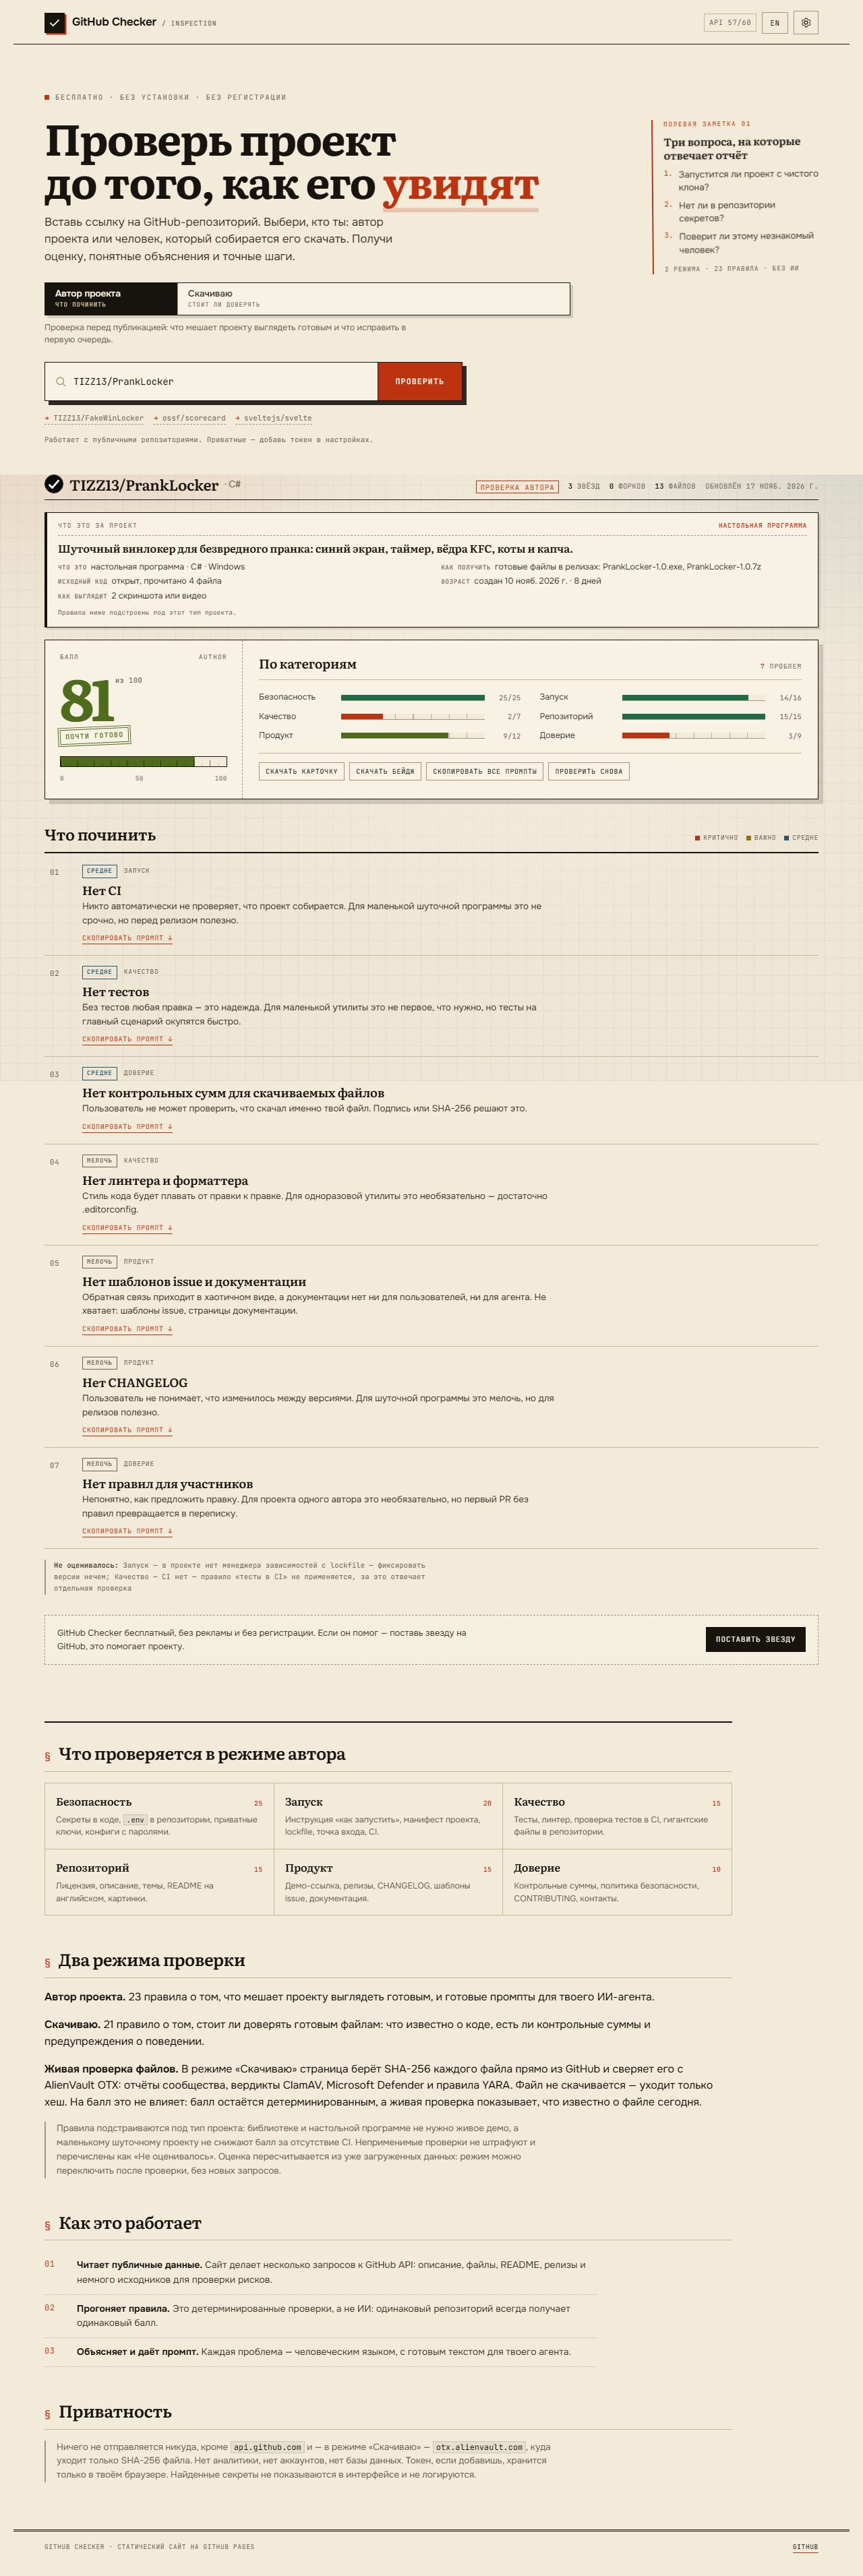 GitHub Checker / INSPECTION
API 57/60
EN
БЕСПЛАТНО · БЕЗ УСТАНОВКИ · БЕЗ РЕГИСТРАЦИИ
Проверь проект
до того, как его увидят
Вставь ссылку на GitHub-репозиторий. Выбери, кто ты: автор
проекта или человек, который собирается его скачать. Получи
оценку, понятные объяснения и точные шаги.
ПОЛЕВАЯ ЗАМЕТКА 01
Три вопроса, на которые
отвечает отчёт
1. Запустится ли проект с чистого
клона?
2. Нет ли в репозитории
секретов?
3. Поверит ли этому незнакомый
человек?
2 РЕЖИМА · 23 ПРАВИЛА · БЕЗ ИИ
Автор проекта
ЧТО ПОЧИНИТЬ
Скачиваю
СТОИТ ЛИ ДОВЕРЯТЬ
Проверка перед публикацией: что мешает проекту выглядеть готовым и что исправить в
первую очередь.
TIZZ13/PrankLocker
ПРОВЕРИТЬ
→ TIZZ13/FakeWinLocker → ossf/scorecard → sveltejs/svelte
Работает с публичными репозиториями. Приватные — добавь токен в настройках.
TIZZ13/PrankLocker · C#
ПРОВЕРКА АВТОРА 3 ЗВЁЗД 0 ФОРКОВ 13 ФАЙЛОВ ОБНОВЛЁН 17 НОЯБ. 2026 Г.
ЧТО ЭТО ЗА ПРОЕКТ
НАСТОЛЬНАЯ ПРОГРАММА
Шуточный винлокер для безвредного пранка: синий экран, таймер, вёдра KFC, коты и капча.
ЧТО ЭТО настольная программа · C# · Windows
КАК ПОЛУЧИТЬ готовые файлы в релизах: PrankLocker-1.0.exe, PrankLocker-1.0.7z
ИСХОДНЫЙ КОД открыт, прочитано 4 файла
ВОЗРАСТ создан 10 нояб. 2026 г. · 8 дней
КАК ВЫГЛЯДИТ 2 скриншота или видео
Правила ниже подстроены под этот тип проекта.
БАЛЛ
AUTHOR
81 из 100
ПОЧТИ ГОТОВО
0 50 100
По категориям
7 ПРОБЛЕМ
Безопасность 25/25
Запуск 14/16
Качество 2/7
Репозиторий 15/15
Продукт 9/12
Доверие 3/9
СКАЧАТЬ КАРТОЧКУ
СКАЧАТЬ БЕЙДЖ
СКОПИРОВАТЬ ВСЕ ПРОМПТЫ
ПРОВЕРИТЬ СНОВА
Что починить
КРИТИЧНО ВАЖНО СРЕДНЕ
01 СРЕДНЕ ЗАПУСК
Нет CI
Никто автоматически не проверяет, что проект собирается. Для маленькой шуточной программы это не
срочно, но перед релизом полезно.
СКОПИРОВАТЬ ПРОМПТ ↓
02 СРЕДНЕ КАЧЕСТВО
Нет тестов
Без тестов любая правка — это надежда. Для маленькой утилиты это не первое, что нужно, но тесты на
главный сценарий окупятся быстро.
СКОПИРОВАТЬ ПРОМПТ ↓
03 СРЕДНЕ ДОВЕРИЕ
Нет контрольных сумм для скачиваемых файлов
Пользователь не может проверить, что скачал именно твой файл. Подпись или SHA-256 решают это.
СКОПИРОВАТЬ ПРОМПТ ↓
04 МЕЛОЧЬ КАЧЕСТВО
Нет линтера и форматтера
Стиль кода будет плавать от правки к правке. Для одноразовой утилиты это необязательно — достаточно
.editorconfig.
СКОПИРОВАТЬ ПРОМПТ ↓
05 МЕЛОЧЬ ПРОДУКТ
Нет шаблонов issue и документации
Обратная связь приходит в хаотичном виде, а документации нет ни для пользователей, ни для агента. Не
хватает: шаблоны issue, страницы документации.
СКОПИРОВАТЬ ПРОМПТ ↓
06 МЕЛОЧЬ ПРОДУКТ
Нет CHANGELOG
Пользователь не понимает, что изменилось между версиями. Для шуточной программы это мелочь, но для
релизов полезно.
СКОПИРОВАТЬ ПРОМПТ ↓
07 МЕЛОЧЬ ДОВЕРИЕ
Нет правил для участников
Непонятно, как предложить правку. Для проекта одного автора это необязательно, но первый PR без
правил превращается в переписку.
СКОПИРОВАТЬ ПРОМПТ ↓
Не оценивалось: Запуск — в проекте нет менеджера зависимостей с lockfile — фиксировать
версии нечем; Качество — CI нет — правило «тесты в CI» не применяется, за это отвечает
отдельная проверка
GitHub Checker бесплатный, без рекламы и без регистрации. Если он помог — поставь звезду на
GitHub, это помогает проекту.
ПОСТАВИТЬ ЗВЕЗДУ
§ Что проверяется в режиме автора
Безопасность 25
Секреты в коде, .env в репозитории, приватные
ключи, конфиги с паролями.
Запуск 20
Инструкция «как запустить», манифест проекта,
lockfile, точка входа, CI.
Качество 15
Тесты, линтер, проверка тестов в CI, гигантские
файлы в репозитории.
Репозиторий 15
Лицензия, описание, темы, README на
английском, картинки.
Продукт 15
Демо-ссылка, релизы, CHANGELOG, шаблоны
issue, документация.
Доверие 10
Контрольные суммы, политика безопасности,
CONTRIBUTING, контакты.
§ Два режима проверки
Автор проекта. 23 правила о том, что мешает проекту выглядеть готовым, и готовые промпты для твоего ИИ-агента.
Скачиваю. 21 правило о том, стоит ли доверять готовым файлам: что известно о коде, есть ли контрольные суммы и
предупреждения о поведении.
Живая проверка файлов. В режиме «Скачиваю» страница берёт SHA-256 каждого файла прямо из GitHub и сверяет его с
AlienVault OTX: отчёты сообщества, вердикты ClamAV, Microsoft Defender и правила YARA. Файл не скачивается — уходит только
хеш. На балл это не влияет: балл остаётся детерминированным, а живая проверка показывает, что известно о файле сегодня.
Правила подстраиваются под тип проекта: библиотеке и настольной программе не нужно живое демо, а
маленькому шуточному проекту не снижают балл за отсутствие CI. Неприменимые проверки не штрафуют и
перечислены как «Не оценивалось». Оценка пересчитывается из уже загруженных данных: режим можно
переключить после проверки, без новых запросов.
§ Как это работает
01 Читает публичные данные. Сайт делает несколько запросов к GitHub API: описание, файлы, README, релизы и
немного исходников для проверки рисков.
02 Прогоняет правила. Это детерминированные проверки, а не ИИ: одинаковый репозиторий всегда получает
одинаковый балл.
03 Объясняет и даёт промпт. Каждая проблема — человеческим языком, с готовым текстом для твоего агента.
§ Приватность
Ничего не отправляется никуда, кроме api.github.com и — в режиме «Скачиваю» — otx.alienvault.com, куда
уходит только SHA-256 файла. Нет аналитики, нет аккаунтов, нет базы данных. Токен, если добавишь, хранится
только в твоём браузере. Найденные секреты не показываются в интерфейсе и не логируются.
GITHUB CHECKER · СТАТИЧЕСКИЙ САЙТ НА GITHUB PAGES
GITHUB